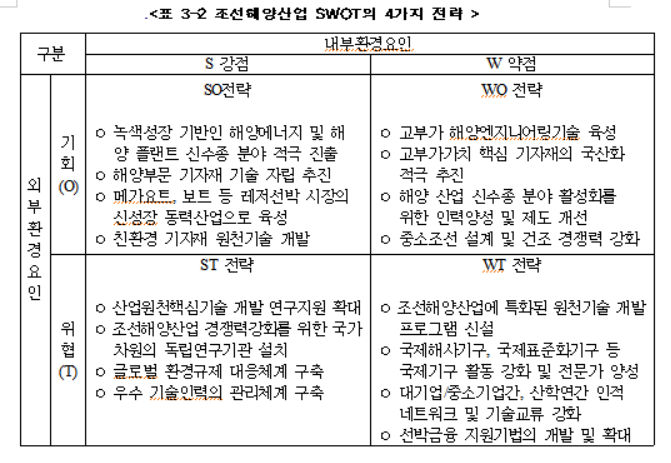 <표 3-2 조선해양산업 SWOT의 4가지 전략 >
구분
내부환경요인
S 강점
W 약점
외부환경요인
기회(O)
SO전략
o 녹색성장 기반인 해양에너지 및 해
양 플랜트 신수종 분야 적극 진출
o 해양부문 기자재 기술 자립 추진
o 메가요트, 보트 등 레저선박 시장의
신성장 동력산업으로 육성
o 친환경 기자재 원천기술 개발
WO 전략
o 고부가 해양엔지니어링기술 육성
o 고부가가치 핵심 기자재의 국산화
적극 추진
o 해양 산업 신수종 분야 활성화를
위한 인력양성 및 제도 개선
o 중소조선 설계 및 건조 경쟁력 강화
위협(T)
ST 전략
o 산업원천핵심기술 개발 연구지원 확대
o 조선해양산업 경쟁력강화를 위한 국가
차원의 독립연구기관 설치
o 글로벌 환경규제 대응체계 구축
o 우수 기술인력의 관리체계 구축
WT 전략
o 조선해양산업에 특화된 원천기술 개발
프로그램 신설
o 국제해사기구, 국제표준화기구 등
국제기구 활동 강화 및 전문가 양성
o 대기업/중소기업간, 산학연간 인적
네트워크 및 기술교류 강화
o 선박금융 지원기법의 개발 및 확대